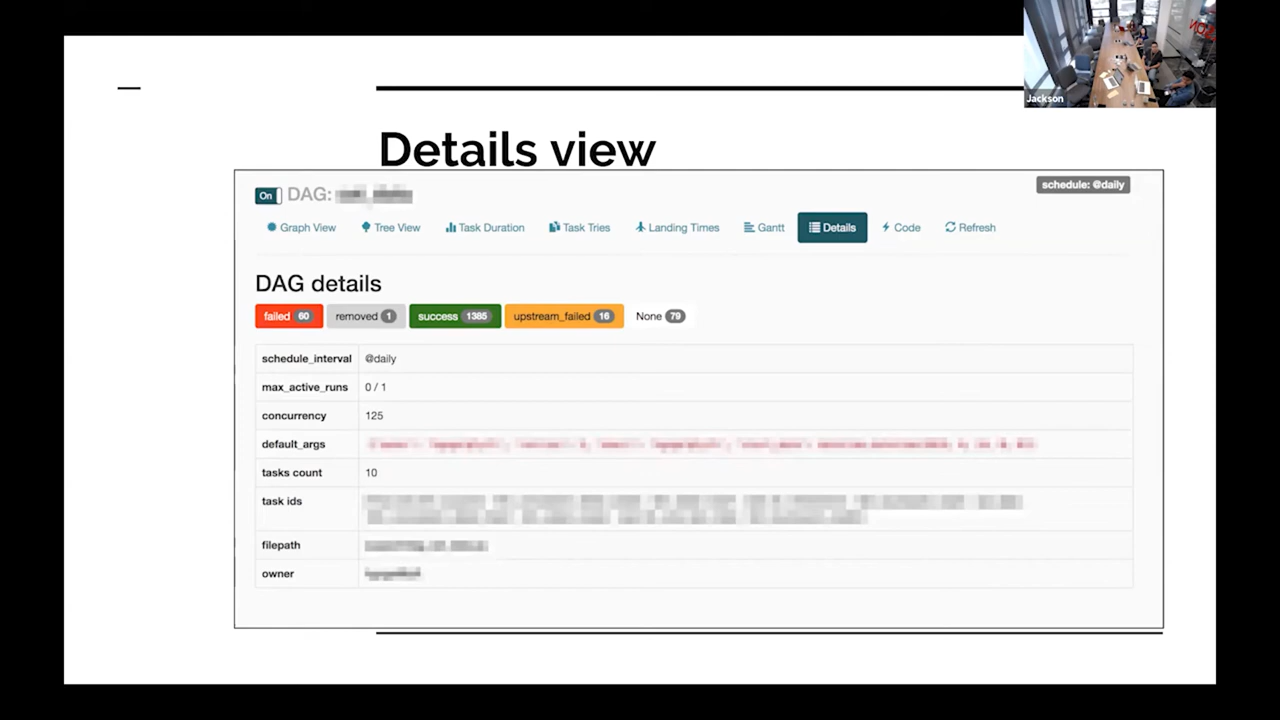 Jackson
Details view
On DAG:
schedule: @daily
Graph View Tree View Task Duration Task Tries Landing Times Gantt Details Code Refresh
DAG details
failed 60 removed 1 success 1385 upstream_failed 16 None 79
schedule_interval @daily
max_active_runs 0 / 1
concurrency 125
default_args
tasks count 10
task ids
filepath
owner